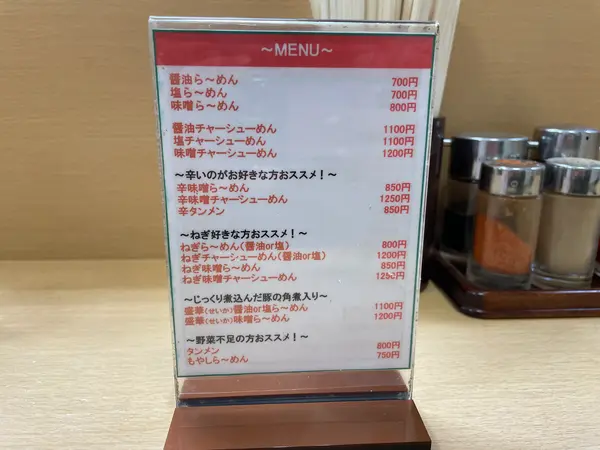 ～MENU～
醤油ら～めん 700円
塩ら～めん 700円
味噌ら～めん 800円
醤油チャーシューめん 1100円
塩チャーシューめん 1100円
味噌チャーシューめん 1200円
～辛いのがお好きな方おススメ！～
辛味噌ら～めん 850円
辛味噌チャーシューめん 1250円
辛タンメン 850円
～ねぎ好きな方おススメ！～
ねぎら～めん(醤油or塩) 800円
ねぎチャーシューめん(醤油or塩) 1200円
ねぎ味噌ら～めん 850円
ねぎ味噌チャーシューめん 1250円
～じっくり煮込んだ豚の角煮入り～
盛華(せいか)醤油or塩ら～めん 1100円
盛華(せいか)味噌ら～めん 1200円
～野菜不足の方おススメ！～
タンメン 800円
もやしら～めん 750円